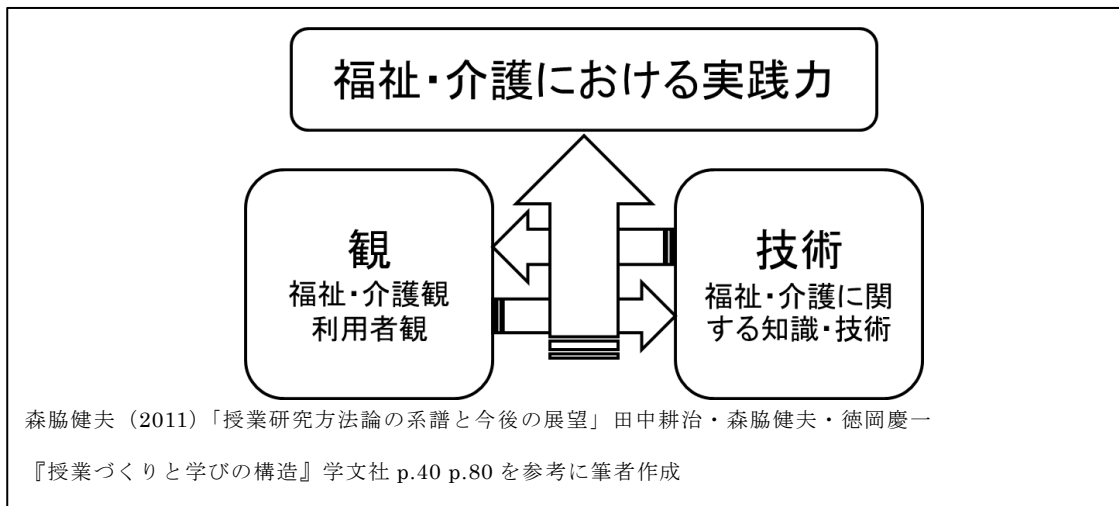 福祉・介護における実践力
観
福祉・介護観
利用者観
技術
福祉・介護に関
する知識・技術
森脇健夫（2011）「授業研究方法論の系譜と今後の展望」田中耕治・森脇健夫・徳岡慶一
『授業づくりと学びの構造』学文社 p.40 p.80 を参考に筆者作成